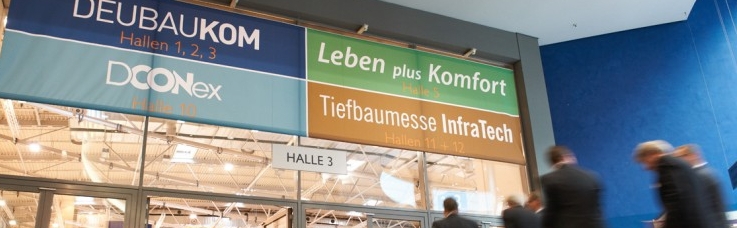 DEUBAUKOM
Hallen 1, 2, 3
DCONex
Leben plus Komfort
Tiefbaumesse InfraTech
Hallen 11 + 12
HALLE 3